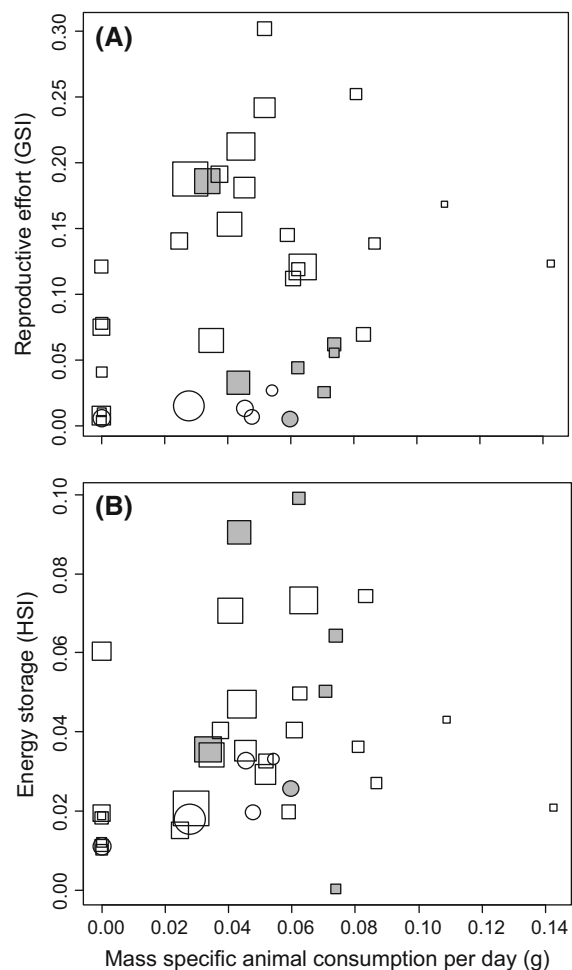 (A)
Reproductive effort (GSI)
0.30
0.25
0.20
0.15
0.10
0.05
0.00
(B)
Energy storage (HSI)
0.10
0.08
0.06
0.04
0.02
0.00
0.00 0.02 0.04 0.06 0.08 0.10 0.12 0.14
Mass specific animal consumption per day (g)